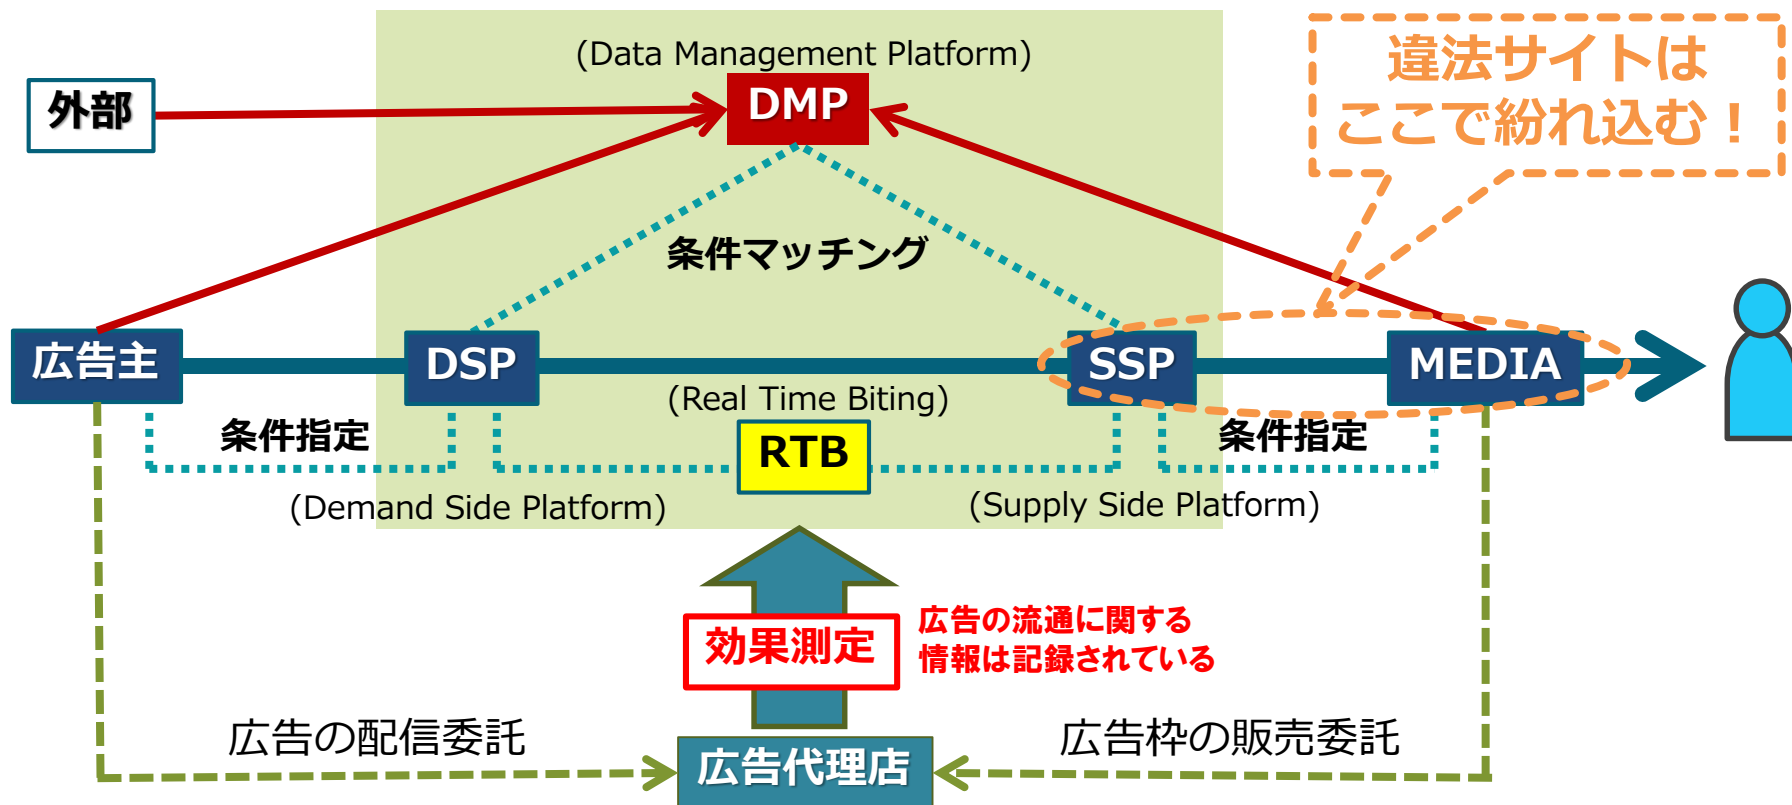 (Data Management Platform)
外部
DMP
違法サイトは
ここで紛れ込む！
条件マッチング
広告主
DSP
SSP
MEDIA
(Real Time Biting)
条件指定
RTB
条件指定
(Demand Side Platform)
(Supply Side Platform)
効果測定
広告の流通に関する
情報は記録されている
広告の配信委託
広告枠の販売委託
広告代理店